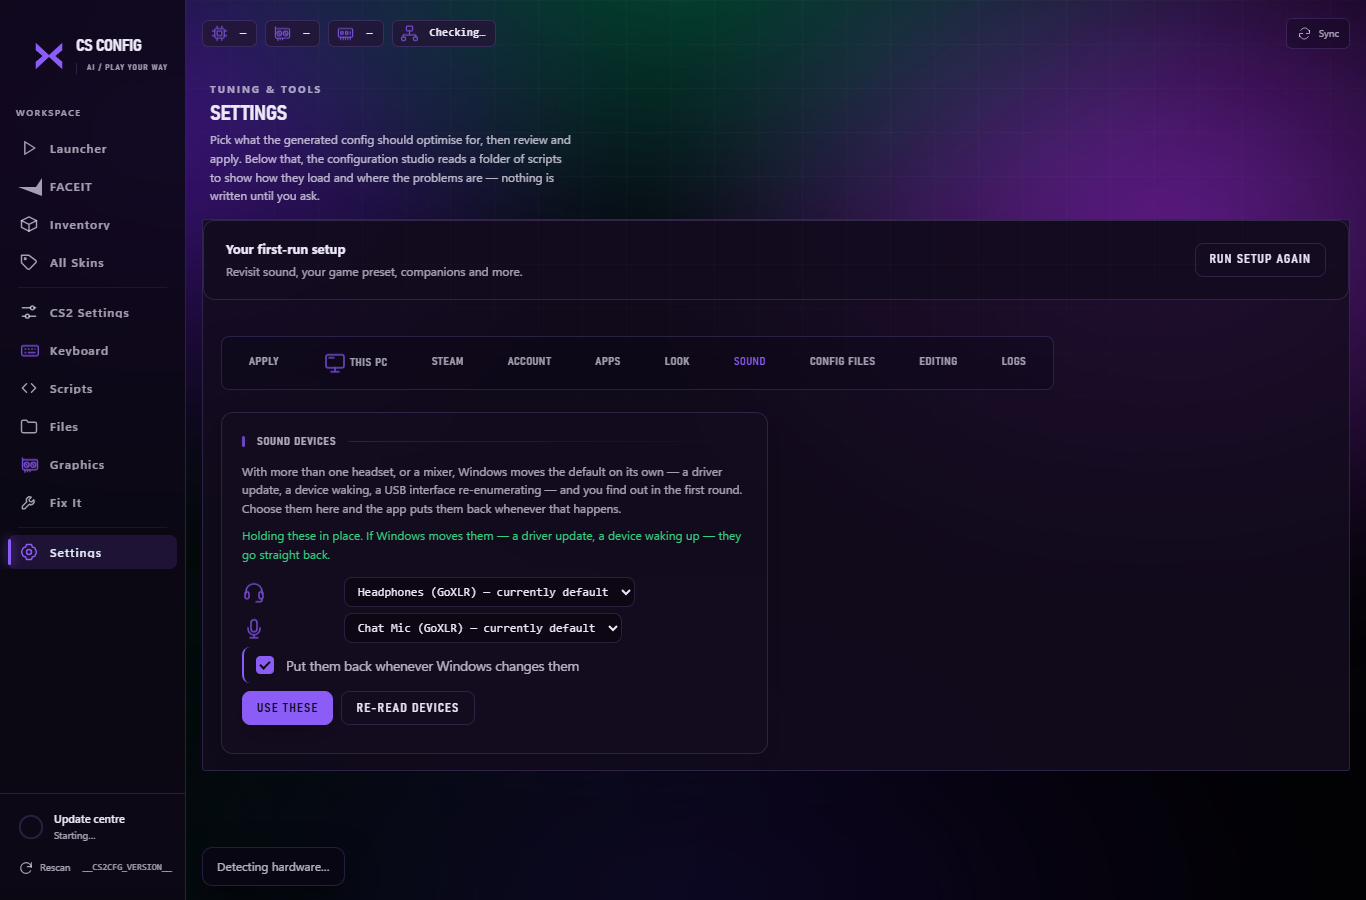 CS CONFIG
AI / PLAY YOUR WAY
WORKSPACE
Launcher
FACEIT
Inventory
All Skins
CS2 Settings
Keyboard
Scripts
Files
Graphics
Fix It
Settings
Update centre
Starting...
Rescan
__CS2CFG_VERSION__
—
—
—
Checking…
Sync
TUNING & TOOLS
SETTINGS
Pick what the generated config should optimise for, then review and
apply. Below that, the configuration studio reads a folder of scripts
to show how they load and where the problems are — nothing is
written until you ask.
Your first-run setup
Revisit sound, your game preset, companions and more.
RUN SETUP AGAIN
APPLY
THIS PC
STEAM
ACCOUNT
APPS
LOOK
SOUND
CONFIG FILES
EDITING
LOGS
SOUND DEVICES
With more than one headset, or a mixer, Windows moves the default on its own — a driver
update, a device waking, a USB interface re-enumerating — and you find out in the first round.
Choose them here and the app puts them back whenever that happens.
Holding these in place. If Windows moves them — a driver update, a device waking up — they
go straight back.
Headphones (GoXLR) — currently default
Chat Mic (GoXLR) — currently default
Put them back whenever Windows changes them
USE THESE
RE-READ DEVICES
Detecting hardware...